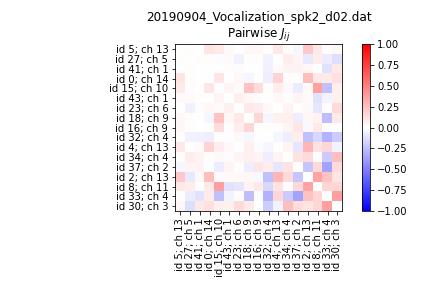 20190904_Vocalization_spk2_d02.dat
Pairwise J_ij
id 5; ch 13
id 27; ch 5
id 41; ch 1
id 0; ch 14
id 15; ch 10
id 43; ch 1
id 23; ch 6
id 18; ch 9
id 16; ch 9
id 32; ch 4
id 4; ch 13
id 34; ch 4
id 37; ch 2
id 2; ch 13
id 8; ch 11
id 33; ch 4
id 30; ch 3
1.00
0.75
0.50
0.25
0.00
−0.25
−0.50
−0.75
−1.00
id 5; ch 13
id 27; ch 5
id 41; ch 1
id 0; ch 14
id 15; ch 10
id 43; ch 1
id 23; ch 6
id 18; ch 9
id 16; ch 9
id 32; ch 4
id 4; ch 13
id 34; ch 4
id 37; ch 2
id 2; ch 13
id 8; ch 11
id 33; ch 4
id 30; ch 3